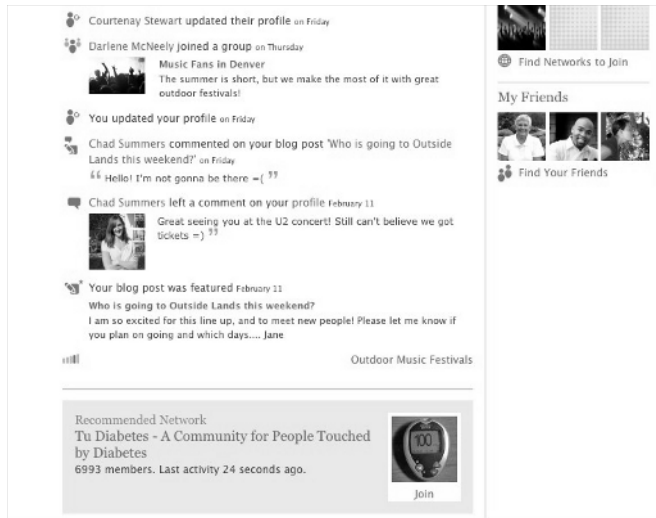 Courtenay Stewart updated their profile on Friday
Darlene McNeely joined a group on Thursday
Music Fans in Denver
The summer is short, but we make the most of it with great
outdoor festivals!
You updated your profile on Friday
Chad Summers commented on your blog post 'Who is going to Outside
Lands this weekend?' on Friday
“ Hello! I'm not gonna be there =( ”
Chad Summers left a comment on your profile February 11
Great seeing you at the U2 concert! Still can't believe we got
tickets =) ”
Your blog post was featured February 11
Who is going to Outside Lands this weekend?
I am so excited for this line up, and to meet new people! Please let me know if
you plan on going and which days.... Jane
Outdoor Music Festivals
Recommended Network
Tu Diabetes - A Community for People Touched
by Diabetes
6993 members. Last activity 24 seconds ago.
100
Join
Find Networks to Join
My Friends
Find Your Friends